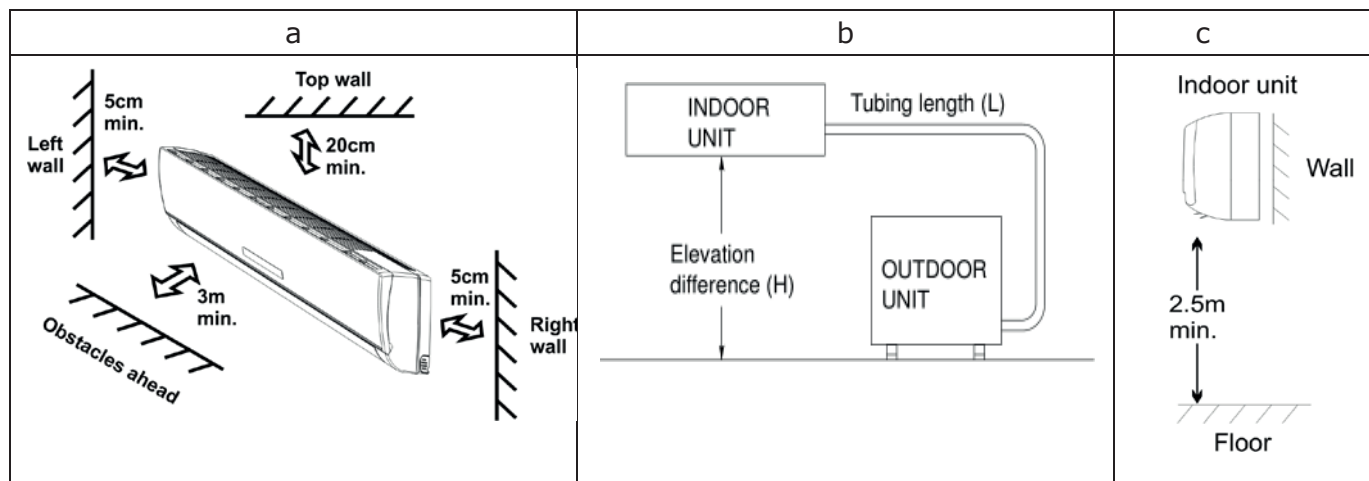 a
b
c
Top wall
5cm
min.
Left
wall
20cm
min.
3m
min.
Obstacles ahead
5cm
min.
Right
wall
INDOOR
UNIT
Tubing length (L)
Elevation
difference (H)
OUTDOOR
UNIT
Indoor unit
Wall
2.5m
min.
Floor